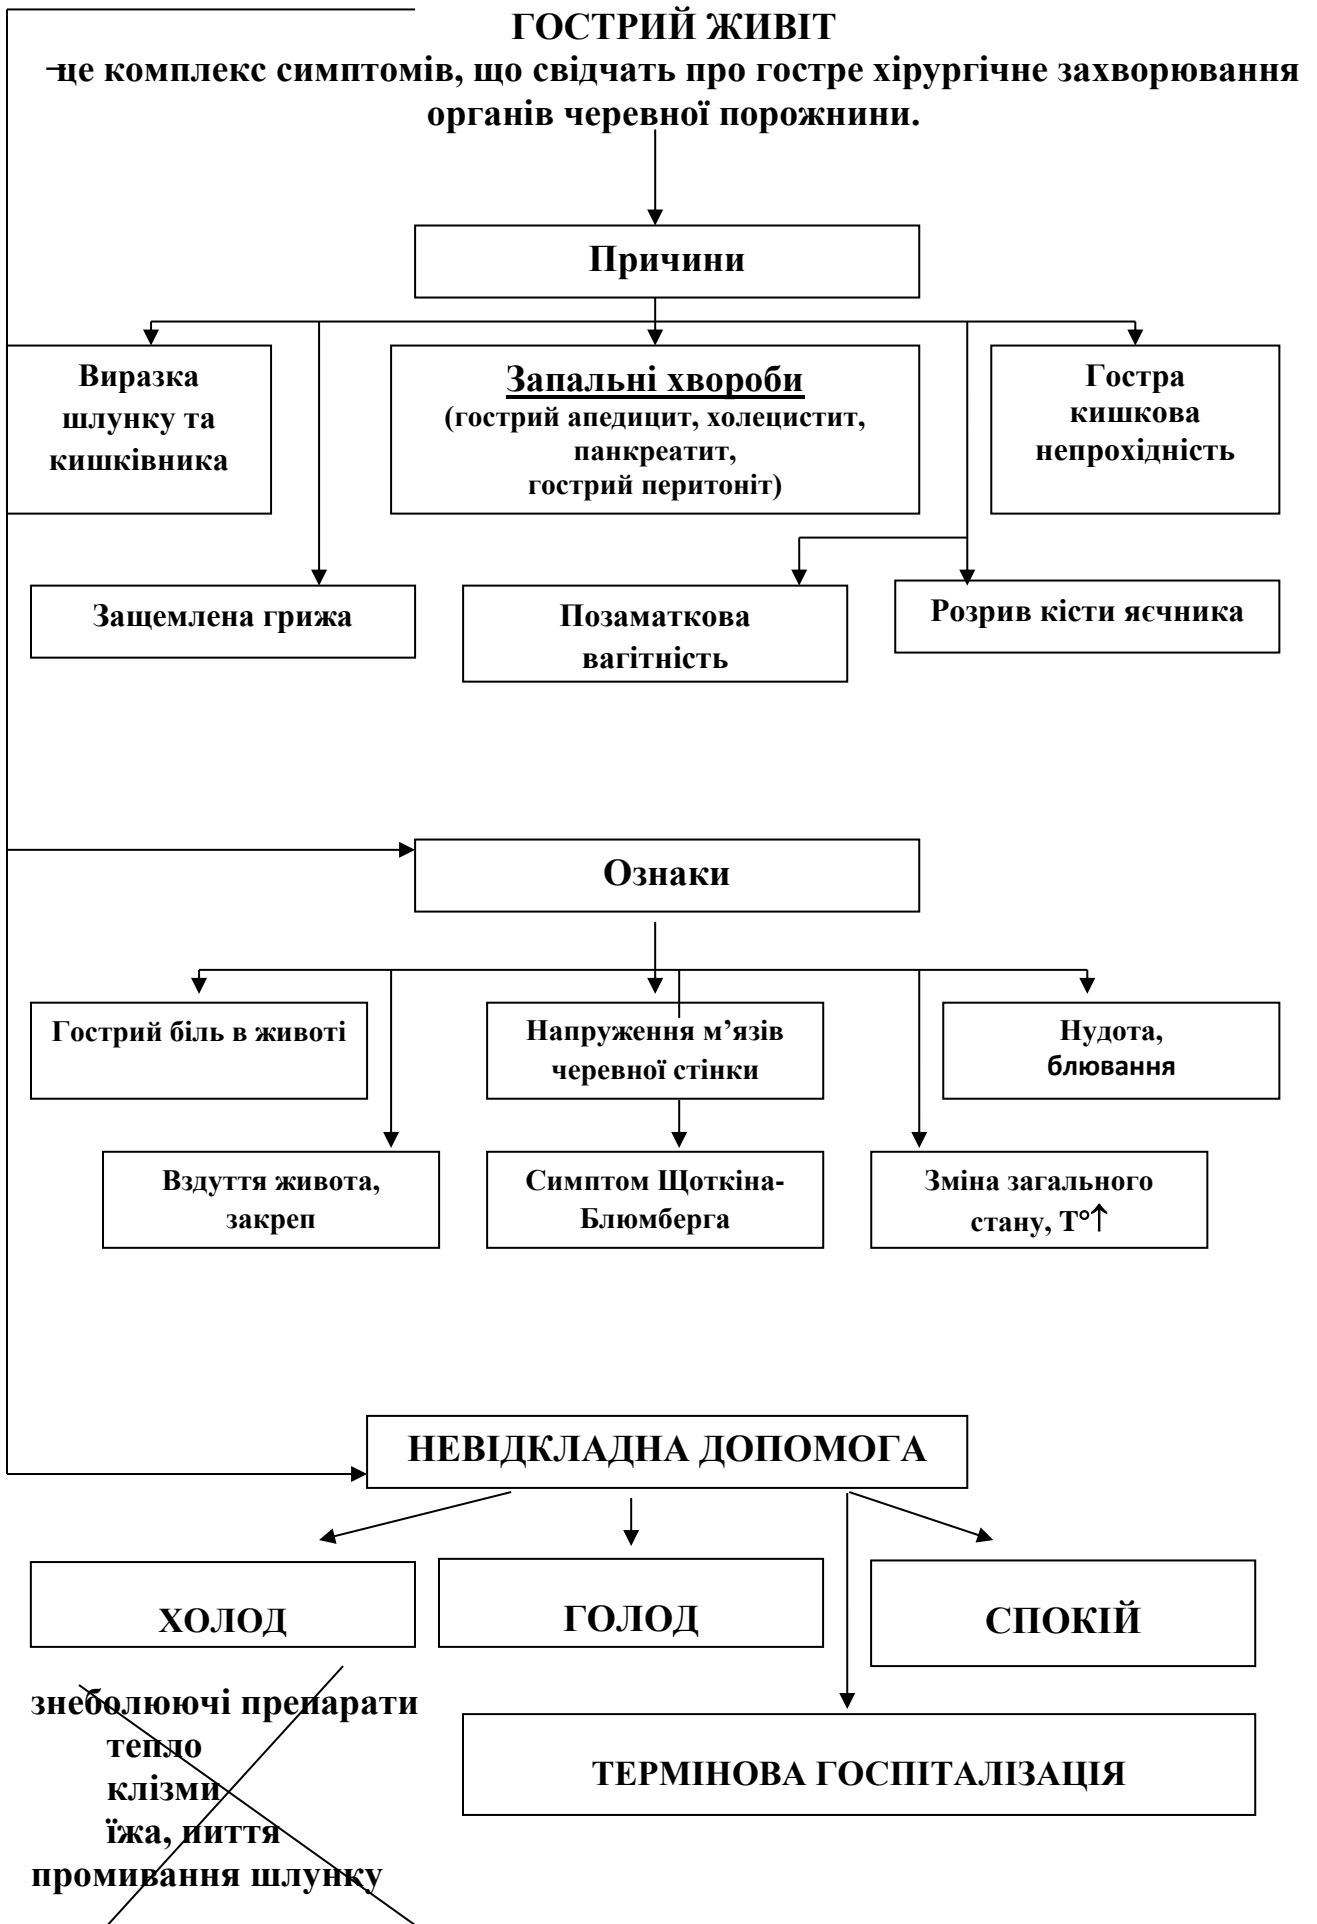 ГОСТРИЙ ЖИВІТ
–це комплекс симптомів, що свідчать про гостре хірургічне захворювання
органів черевної порожнини.
Причини
Виразка
шлунку та
кишківника
Запальні хвороби
(гострий апедицит, холецистит,
панкреатит,
гострий перитоніт)
Гостра
кишкова
непрохідність
Защемлена грижа
Позаматкова
вагітність
Розрив кісти яєчника
Ознаки
Гострий біль в животі
Напруження м’язів
черевної стінки
Нудота,
блювання
Вздуття живота,
закреп
Симптом Щоткіна-
Блюмберга
Зміна загального
стану, Т°↑
НЕВІДКЛАДНА ДОПОМОГА
ХОЛОД
ГОЛОД
СПОКІЙ
знеболюючі препарати
тепло
клізми
їжа, пиття
промивання шлунку
ТЕРМІНОВА ГОСПІТАЛІЗАЦІЯ